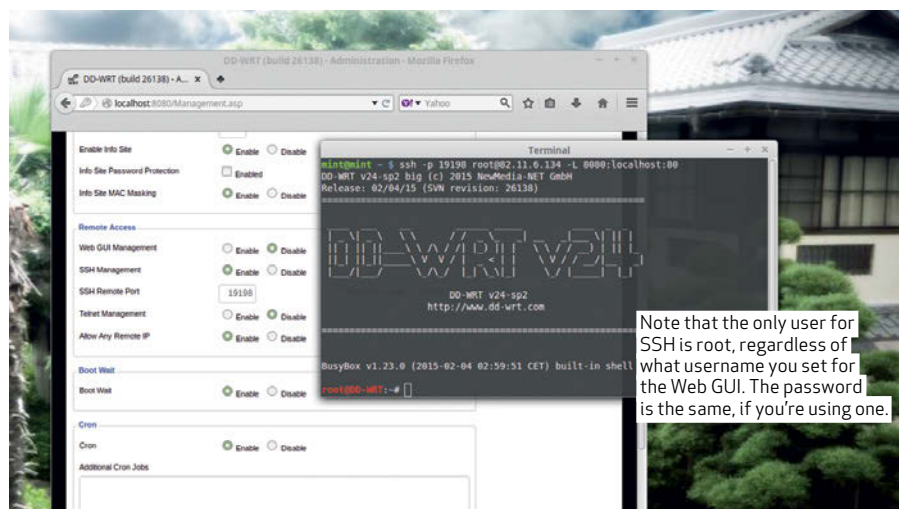 DD-WRT (build 26138) - Administration - Mozilla Firefox
DD-WRT (build 26138) - A...
localhost:8080/Management.asp
Yahoo
Enable Info Site Enable Disable
Info Site Password Protection Enabled
Info Site MAC Masking Enable Disable
Remote Access
Web GUI Management Enable Disable
SSH Management Enable Disable
SSH Remote Port 19198
Telnet Management Enable Disable
Allow Any Remote IP Enable Disable
Boot Wait
Boot Wait Enable Disable
Cron
Cron Enable Disable
Additional Cron Jobs
Terminal
mint@mint ~ $ ssh -p 19198 root@82.11.6.134 -L 8080:localhost:80
DD-WRT v24-sp2 big (c) 2015 NewMedia-NET GmbH
Release: 02/04/15 (SVN revision: 26138)
DD-WRT v24
DD-WRT v24-sp2
http://www.dd-wrt.com
BusyBox v1.23.0 (2015-02-04 02:59:51 CET) built-in shell
root@DD-WRT:~#
Note that the only user for
SSH is root, regardless of
what username you set for
the Web GUI. The password
is the same, if you're using one.